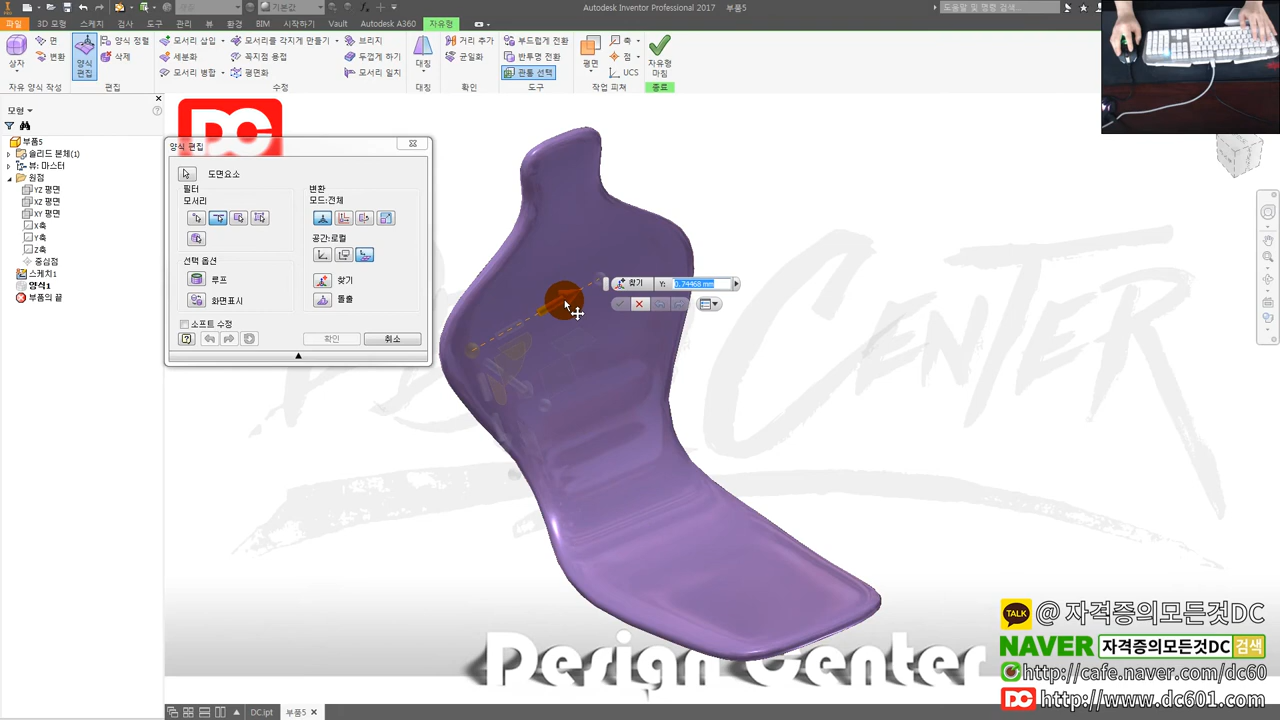 Autodesk Inventor Professional 2017 부품5
도움말 및 명령 검색...
기본값
파일 3D 모형 스케치 검사 도구 관리 뷰 환경 BIM 시작하기 Vault Autodesk A360 자유형
상자 면 변환
양식 편집
양식 정렬 삭제
모서리 삽입 세분화 모서리 병합
모서리를 각지게 만들기 꼭지점 용접 평면화
브리지 두껍게 하기 모서리 일치
대칭
거리 추가 균일화
부드럽게 전환 반투명 전환 관통 선택
평면 축 점 UCS
자유형 마침
자유 양식 작성 편집 수정 대칭 확인 도구 작업 피쳐 종료
모형
부품5
솔리드 본체(1)
뷰: 마스터
원점
YZ 평면
XZ 평면
XY 평면
X축
Y축
Z축
중심점
스케치1
양식1
부품의 끝
DC
양식 편집
도면요소
필터
모서리
변환
모드:전체
공간:로컬
선택 옵션
루프
화면표시
찾기
돌출
소프트 수정
확인 취소
찾기 Y: 0.74468 mm
Design Center
TALK @ 자격증의모든것DC
NAVER 자격증의모든것DC 검색
http://cafe.naver.com/dc60
DC http://www.dc601.com/
DC.ipt 부품5